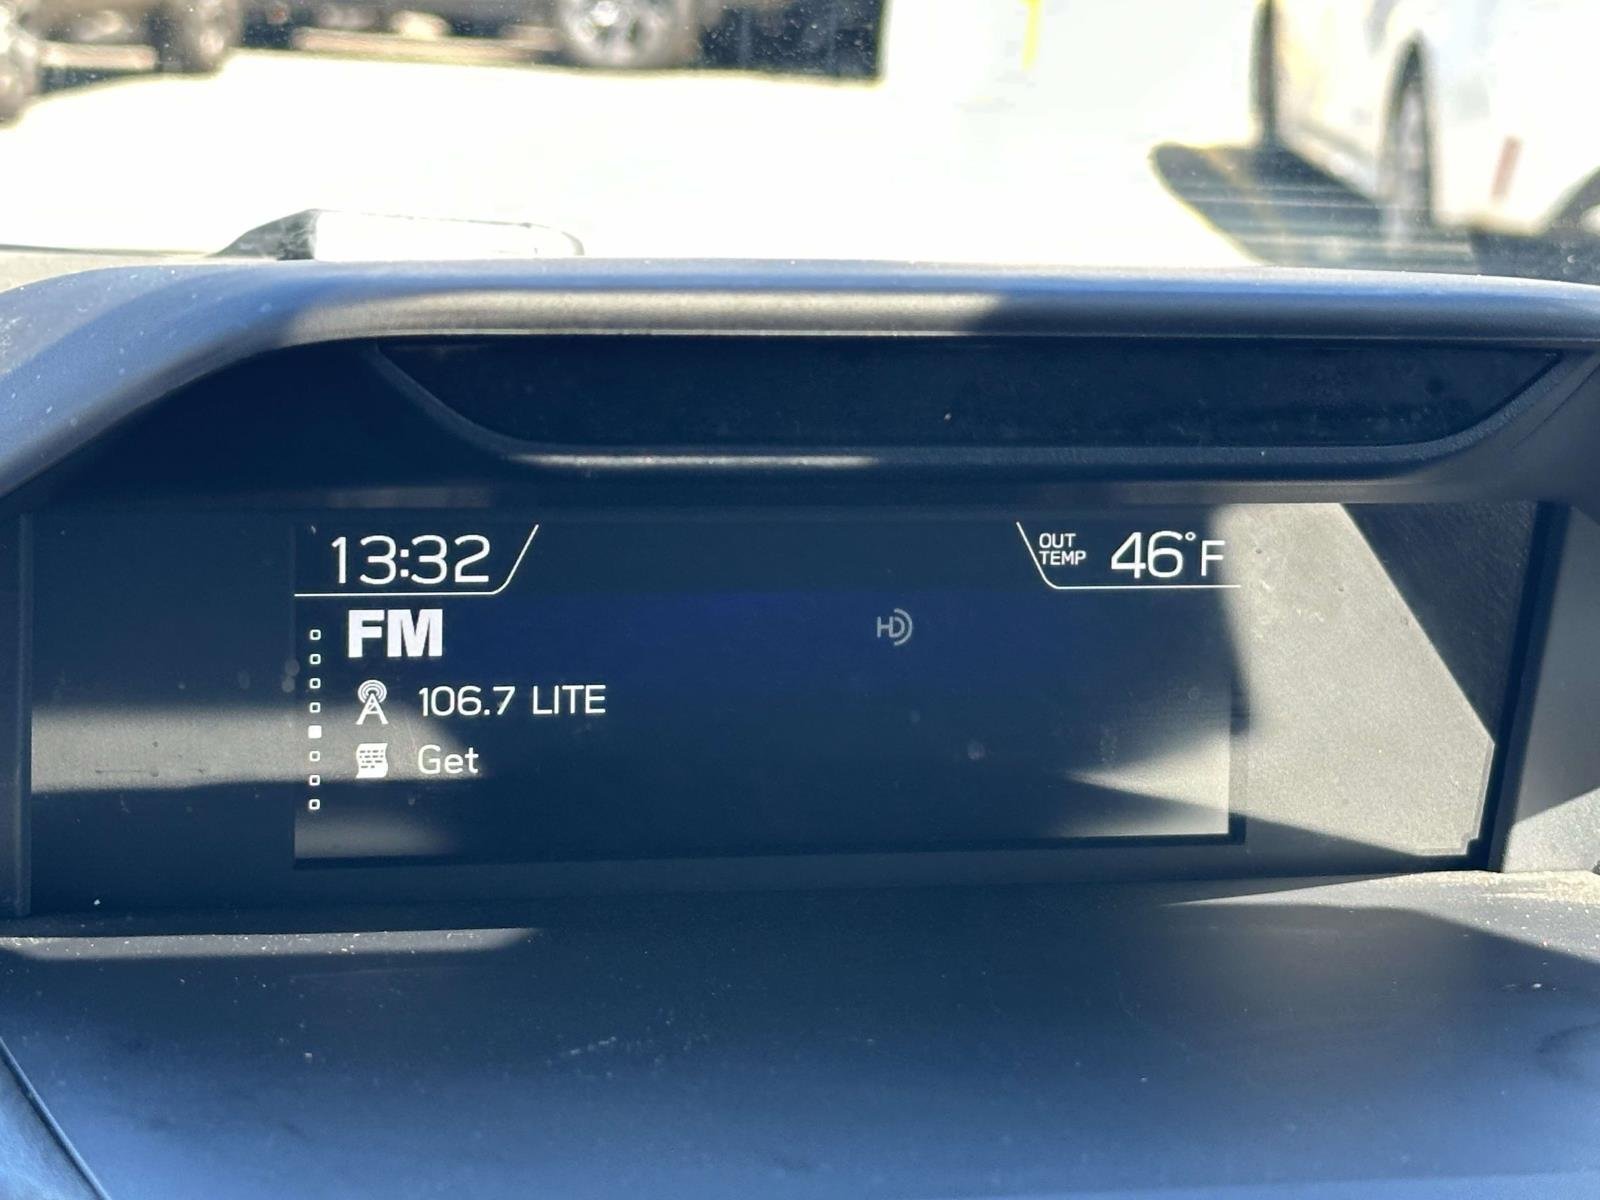 13:32
OUT TEMP 46°F
FM HD
106.7 LITE
Get